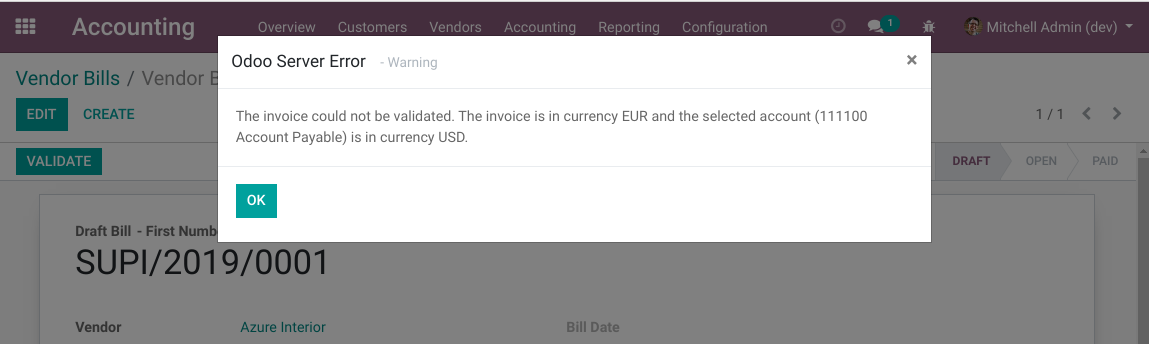 Accounting Overview Customers Vendors Accounting Reporting Configuration 1 Mitchell Admin (dev)
Odoo Server Error - Warning ×
Vendor Bills / Vendor B
The invoice could not be validated. The invoice is in currency EUR and the selected account (111100
EDIT CREATE 1 / 1
Account Payable) is in currency USD.
VALIDATE DRAFT OPEN PAID
OK
Draft Bill - First Numb
SUPI/2019/0001
Vendor Azure Interior Bill Date